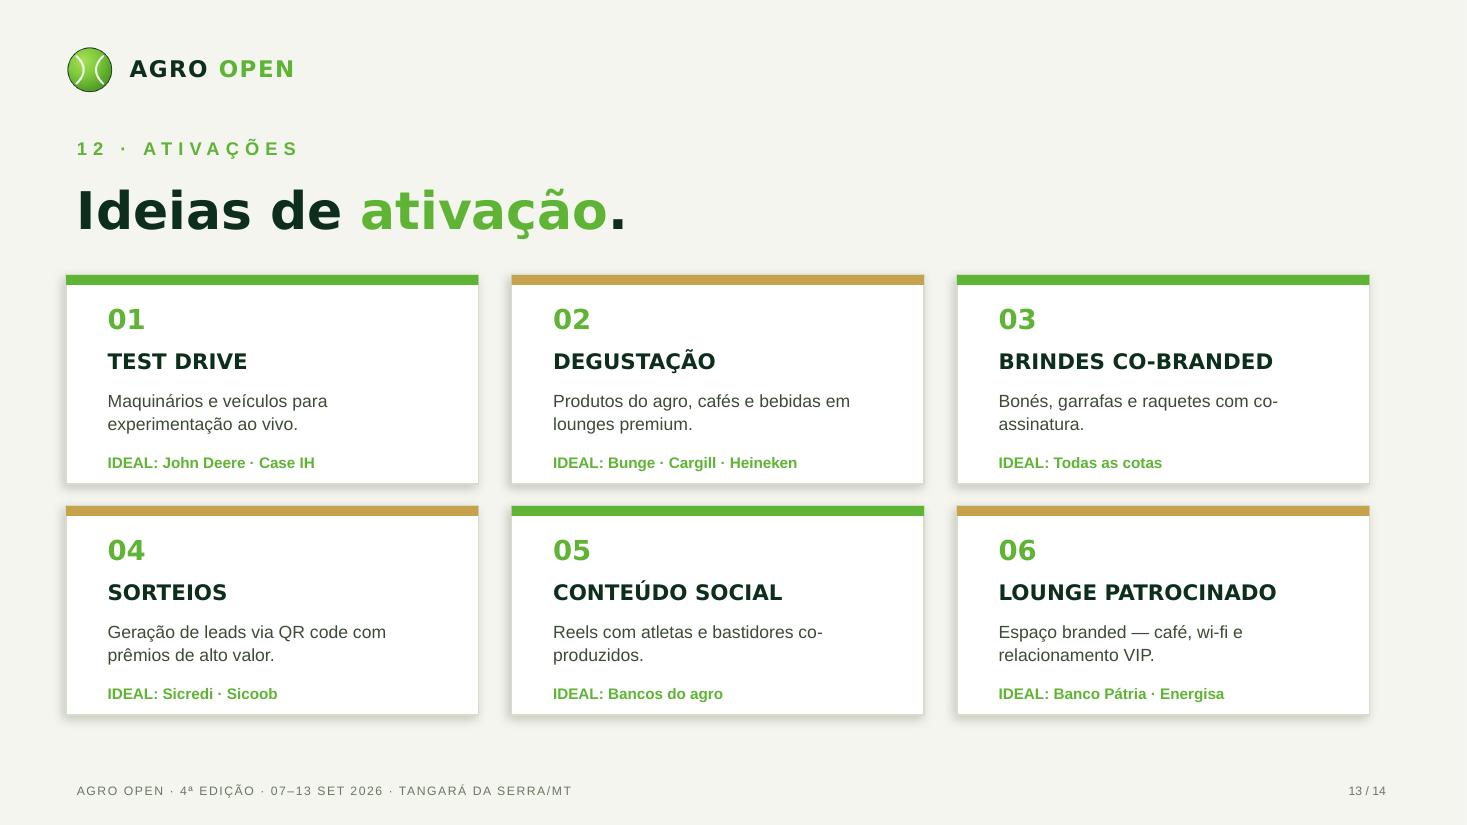 AGRO OPEN
12 · ATIVAÇÕES
Ideias de ativação.
01
TEST DRIVE
Maquinários e veículos para
experimentação ao vivo.
IDEAL: John Deere · Case IH
02
DEGUSTAÇÃO
Produtos do agro, cafés e bebidas em
lounges premium.
IDEAL: Bunge · Cargill · Heineken
03
BRINDES CO-BRANDED
Bonés, garrafas e raquetes com co-
assinatura.
IDEAL: Todas as cotas
04
SORTEIOS
Geração de leads via QR code com
prêmios de alto valor.
IDEAL: Sicredi · Sicoob
05
CONTEÚDO SOCIAL
Reels com atletas e bastidores co-
produzidos.
IDEAL: Bancos do agro
06
LOUNGE PATROCINADO
Espaço branded — café, wi-fi e
relacionamento VIP.
IDEAL: Banco Pátria · Energisa
AGRO OPEN · 4ª EDIÇÃO · 07–13 SET 2026 · TANGARÁ DA SERRA/MT
13 / 14